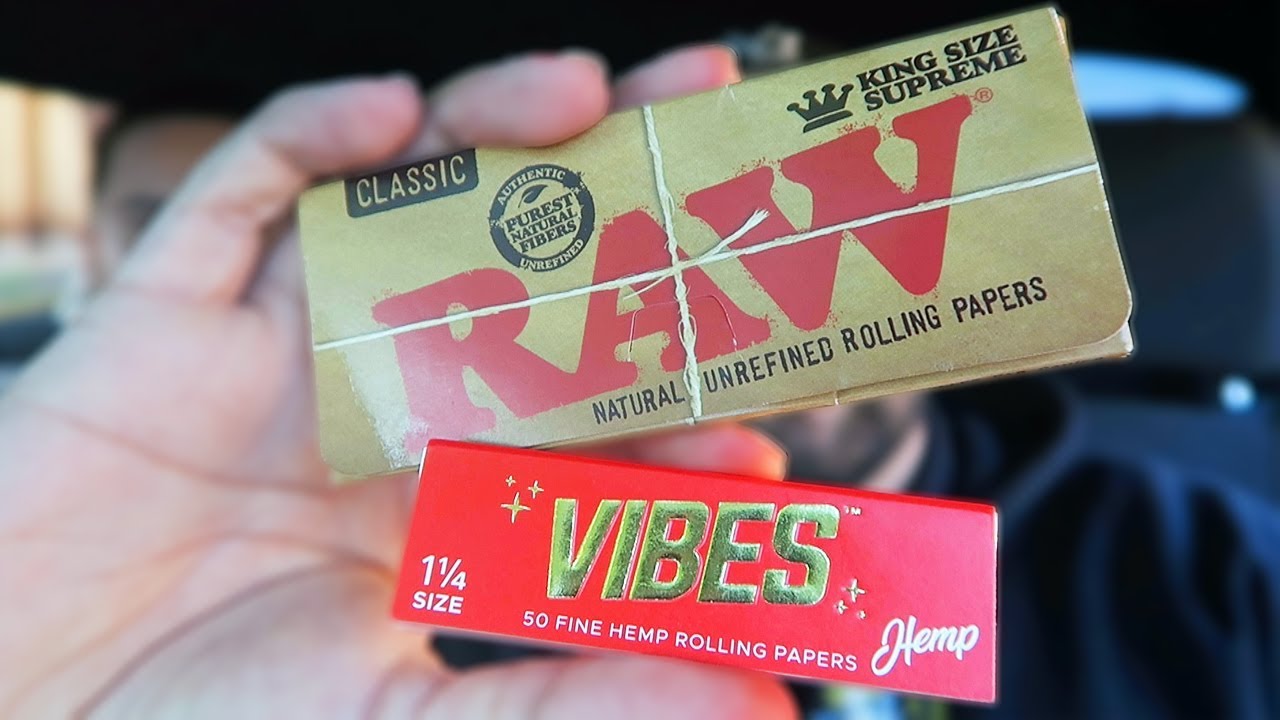 KING SIZE
SUPREME
CLASSIC
AUTHENTIC
PUREST
NATURAL
FIBERS
UNREFINED
RAW®
NATURAL UNREFINED ROLLING PAPERS
VIBES™
1¼
SIZE
50 FINE HEMP ROLLING PAPERS
Hemp